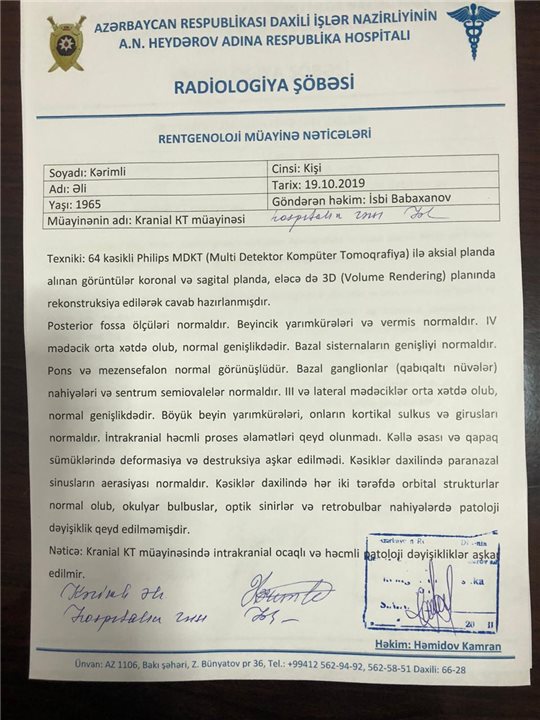 AZƏRBAYCAN RESPUBLİKASI DAXİLİ İŞLƏR NAZİRLİYİNİN
A.N. HEYDƏROV ADINA RESPUBLİKA HOSPİTALI
RADİOLOGİYA ŞÖBƏSİ
RENTGENOLOJİ MÜAYİNƏ NƏTİCƏLƏRİ
Soyadı: Kərimli
Cinsi: Kişi
Adı: Əli
Tarix: 19.10.2019
Yaşı: 1965
Göndərən həkim: İsbi Babaxanov
Müayinənin adı: Kranial KT müayinəsi
Texniki: 64 kəsikli Philips MDKT (Multi Detektor Kompüter Tomoqrafiya) ilə aksial planda
alınan görüntülər koronal və sagital planda, eləcə də 3D (Volume Rendering) planında
rekonstruksiya edilərək cavab hazırlanmışdır.
Posterior fossa ölçüləri normaldır. Beyincik yarımkürələri və vermis normaldır. IV
mədəcik orta xətdə olub, normal genişlikdədir. Bazal sisternaların genişliyi normaldır.
Pons və mezensefalon normal görünüşlüdür. Bazal ganglionlar (qabıqaltı nüvələr)
nahiyələri və sentrum semiovalelər normaldır. III və lateral mədəciklər orta xətdə olub,
normal genişlikdədir. Böyük beyin yarımkürələri, onların kortikal sulkus və girusları
normaldır. İntrakranial həcmli proses əlamətləri qeyd olunmadı. Kəllə əsası və qapaq
sümüklərində deformasiya və destruksiya aşkar edilmədi. Kəsiklər daxilində paranazal
sinusların aerasiyası normaldır. Kəsiklər daxilində hər iki tərəfdə orbital strukturlar
normal olub, okulyar bulbuslar, optik sinirlər və retrobulbar nahiyələrdə patoloji
dəyişiklik qeyd edilməmişdir.
Nəticə: Kranial KT müayinəsində intrakranial ocaqlı və həcmli patoloji dəyişikliklər aşkar
edilmir.
Həkim: Həmidov Kamran
Ünvan: AZ 1106, Bakı şəhəri, Z. Bünyatov pr 36, Tel.: +99412 562-94-92, 562-58-51 Daxili: 66-28